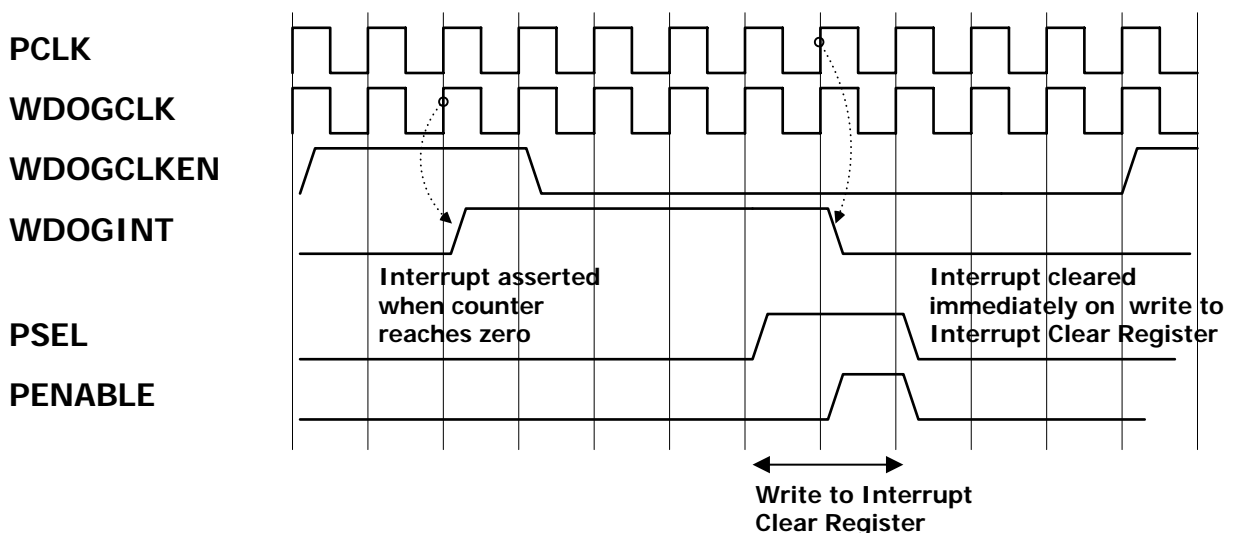 PCLK
WDOGCLK
WDOGCLKEN
WDOGINT
Interrupt asserted
when counter
reaches zero
Interrupt cleared
immediately on write to
Interrupt Clear Register
PSEL
PENABLE
Write to Interrupt
Clear Register